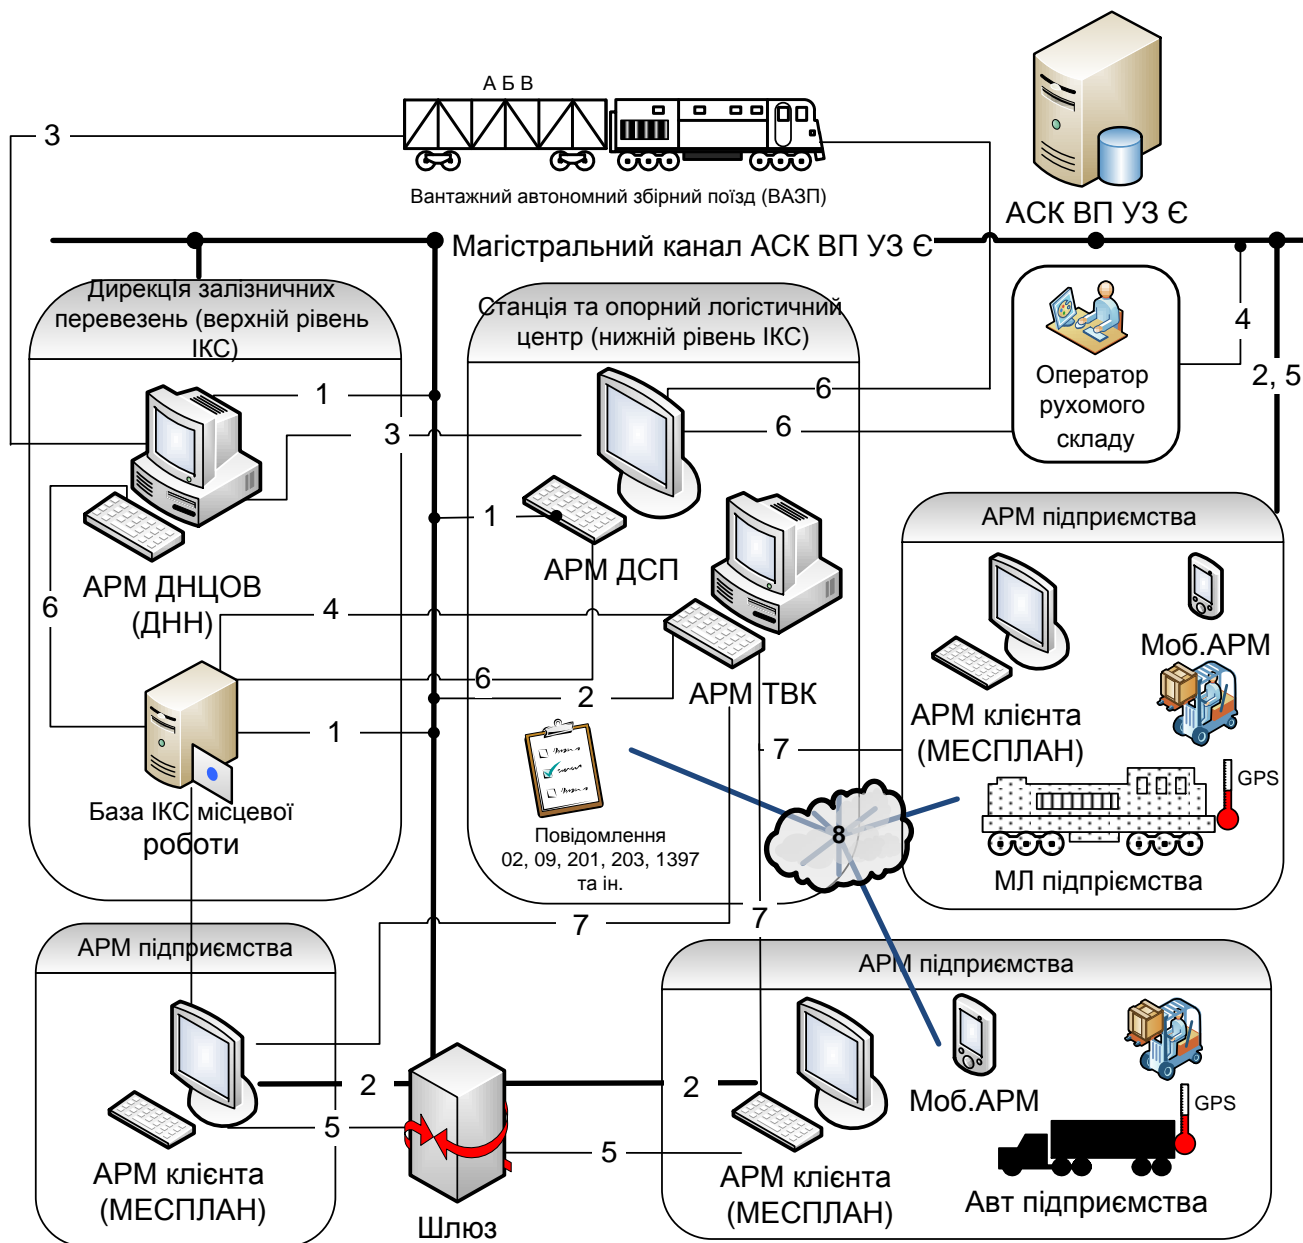 А Б В
3
Вантажний автономний збірний поїзд (ВАЗП)
АСК ВП УЗ Є
Магістральний канал АСК ВП УЗ Є
Дирекція залізничних
перевезень (верхній рівень
ІКС)
Станція та опорний логістичний
центр (нижній рівень ІКС)
4
Оператор
рухомого
складу
2, 5
1
6
3
6
1
АРМ підприємства
АРМ ДНЦОВ
(ДНН)
АРМ ДСП
6
4
Моб.АРМ
6
2
АРМ ТВК
АРМ клієнта
(МЕСПЛАН)
1
7
GPS
База ІКС місцевої
роботи
Повідомлення
02, 09, 201, 203, 1397
та ін.
8
МЛ підпріємства
7
7
АРМ підприємства
АРМ підприємства
2
2
5
5
Моб.АРМ
GPS
АРМ клієнта
(МЕСПЛАН)
Шлюз
АРМ клієнта
(МЕСПЛАН)
Авт підприємства